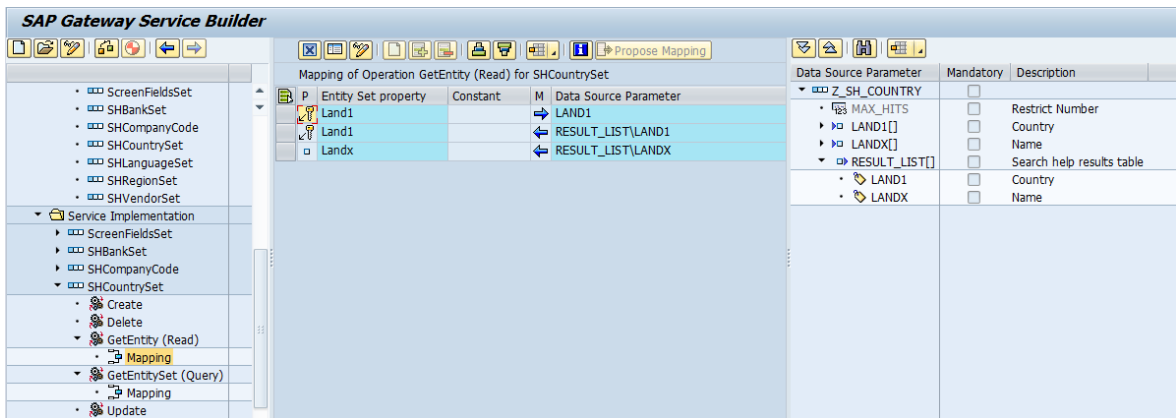 SAP Gateway Service Builder
Propose Mapping
Mapping of Operation GetEntity (Read) for SHCountrySet
P Entity Set property Constant M Data Source Parameter
Land1 LAND1
Land1 RESULT_LIST\LAND1
Landx RESULT_LIST\LANDX
ScreenFieldsSet
SHBankSet
SHCompanyCode
SHCountrySet
SHLanguageSet
SHRegionSet
SHVendorSet
Service Implementation
ScreenFieldsSet
SHBankSet
SHCompanyCode
SHCountrySet
Create
Delete
GetEntity (Read)
Mapping
GetEntitySet (Query)
Mapping
Update
Data Source Parameter Mandatory Description
Z_SH_COUNTRY
MAX_HITS Restrict Number
LAND1[] Country
LANDX[] Name
RESULT_LIST[] Search help results table
LAND1 Country
LANDX Name